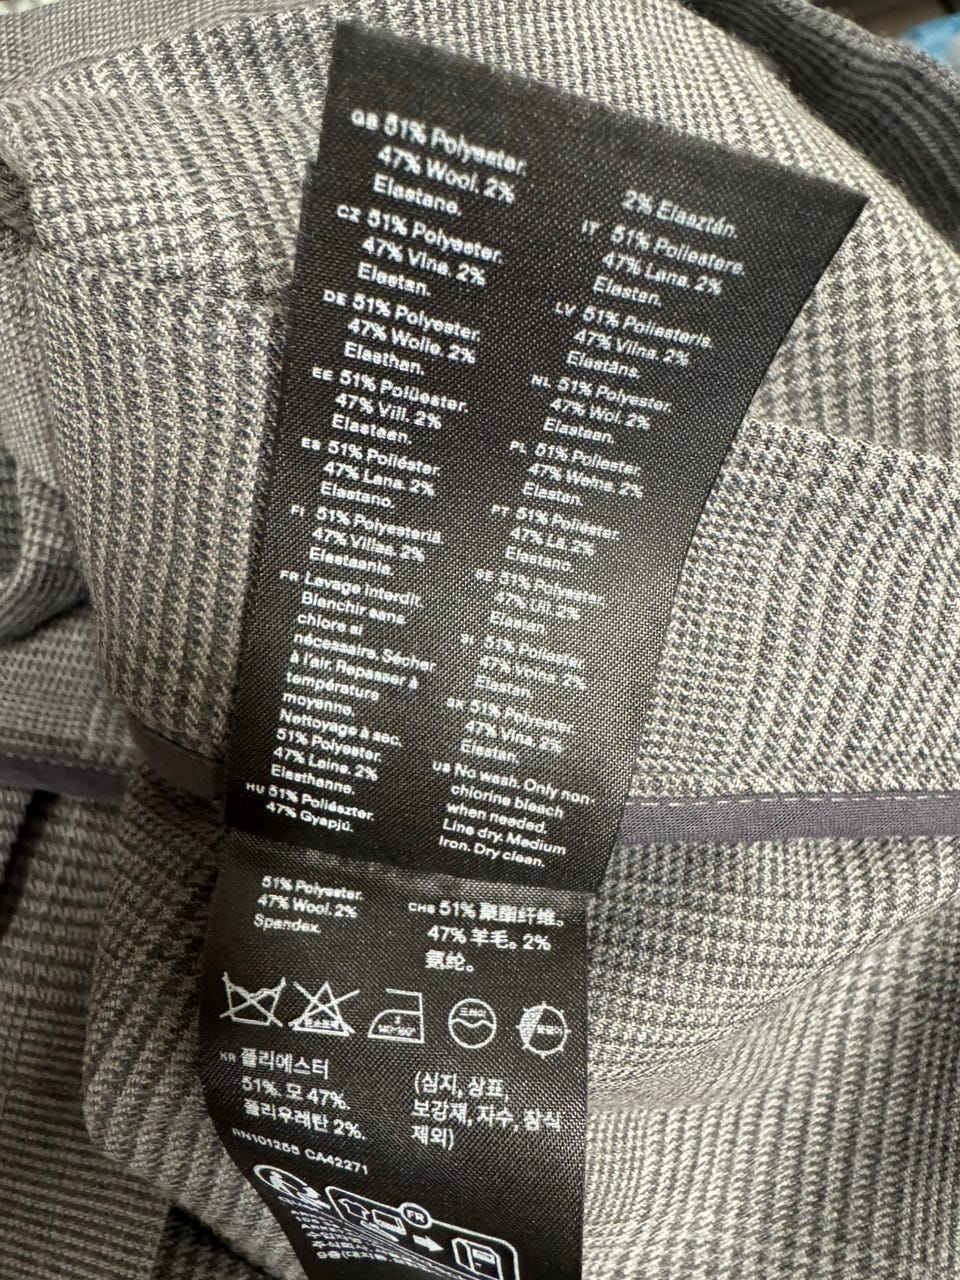 GB 51% Polyester.
47% Wool. 2%
Elastane.
CZ 51% Polyester.
47% Vlna. 2%
Elastan.
DE 51% Polyester.
47% Wolle. 2%
Elasthan.
EE 51% Polüester.
47% Vill. 2%
Elastaen.
ES 51% Poliéster.
47% Lana. 2%
Elastano.
FI 51% Polyesteriä
47% Villaa. 2%
Elastaania
FR Lavage interdit.
Blanchir sans
chlore si
nécessaire. Sécher
à l'air. Repasser à
température
moyenne.
Nettoyage à sec.
51% Polyester.
47% Laine. 2%
Elasthanne.
HU 51% Poliészter.
47% Gyapjú.
2% Elasztán.
IT 51% Poliestere.
47% Lana. 2%
Elastan.
LV 51% Poliesteris.
47% Vilna. 2%
Elastāns.
NL 51% Polyester.
47% Wol. 2%
Elastaan.
PL 51% Poliester.
47% Wełna. 2%
Elastan.
PT 51% Poliéster
47% Lã. 2%
Elastano
SE 51% Polyester.
47% Ull. 2%
Elastan
SI 51% Poliester.
47% Volna. 2%
Elastan.
SK 51% Polyester.
47% Vlna. 2%
Elastan.
US No wash. Only non-
chlorine bleach
when needed.
Line dry. Medium
Iron. Dry clean.
51% Polyester.
47% Wool. 2%
Spandex.
CHS 51% 聚酯纤维。
47% 羊毛。2%
氨纶。
드라이
옷걸이
KR 폴리에스터
51%. 모 47%.
폴리우레탄 2%.
(심지, 상표,
보강재, 자수, 장식
제외)
RN101255 CA42271
FR